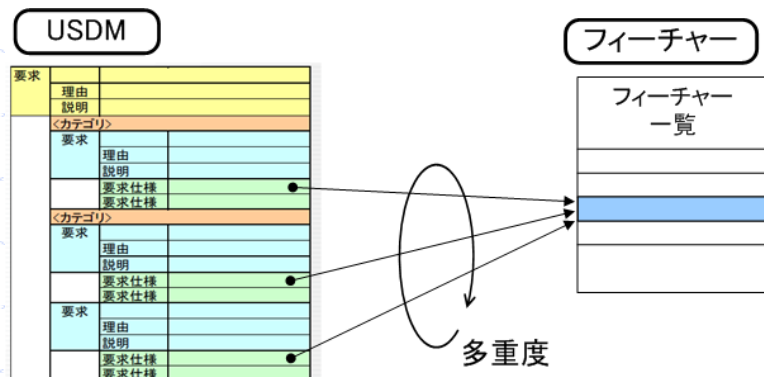 USDM
フィーチャー
要求
理由
説明
<カテゴリ>
要求
理由
説明
要求仕様
要求仕様
<カテゴリ>
要求
理由
説明
要求仕様
要求仕様
要求
理由
説明
要求仕様
要求仕様
フィーチャー
一覧
多重度